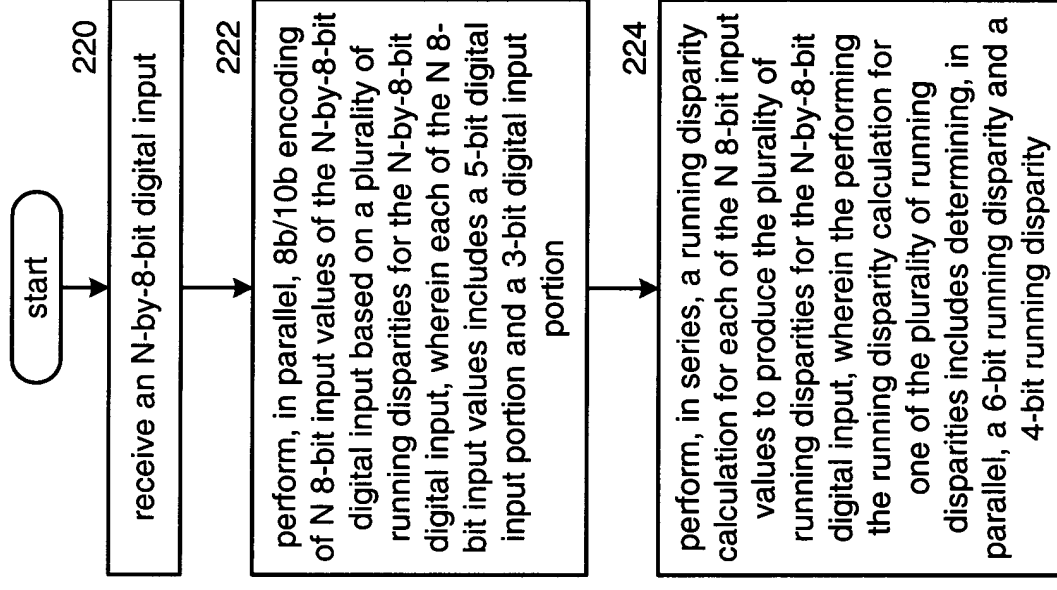 start
220
receive an N-by-8-bit digital input
222
perform, in parallel, 8b/10b encoding
of N 8-bit input values of the N-by-8-bit
digital input based on a plurality of
running disparities for the N-by-8-bit
digital input, wherein each of the N 8-
bit input values includes a 5-bit digital
input portion and a 3-bit digital input
portion
224
perform, in series, a running disparity
calculation for each of the N 8-bit input
values to produce the plurality of
running disparities for the N-by-8-bit
digital input, wherein the performing
the running disparity calculation for
one of the plurality of running
disparities includes determining, in
parallel, a 6-bit running disparity and a
4-bit running disparity